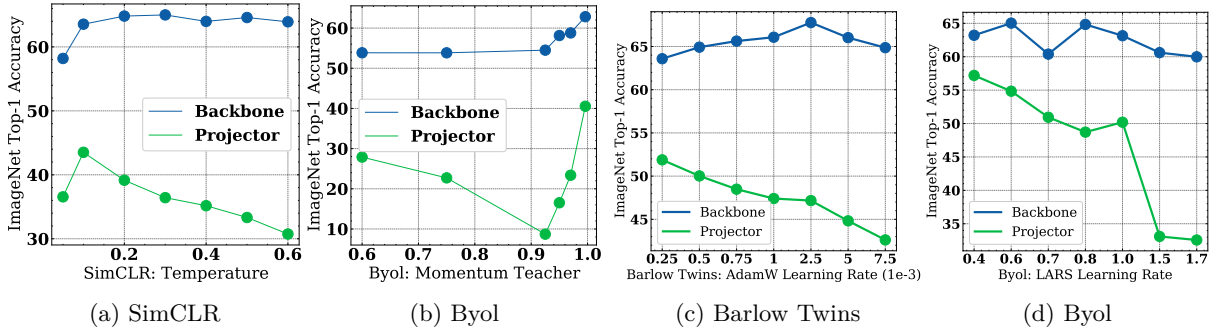 ImageNet Top-1 Accuracy
60
50
40
30
Backbone
Projector
0.2
0.4
0.6
SimCLR: Temperature
(a) SimCLR
ImageNet Top-1 Accuracy
60
50
40
30
20
10
Backbone
Projector
0.6
0.7
0.8
0.9
1.0
Byol: Momentum Teacher
(b) Byol
ImageNet Top-1 Accuracy
65
60
55
50
45
Backbone
Projector
0.25
0.5
0.75
1
2.5
5
7.5
Barlow Twins: AdamW Learning Rate (1e-3)
(c) Barlow Twins
ImageNet Top-1 Accuracy
65
60
55
50
45
40
35
Backbone
Projector
0.4
0.6
0.7
0.8
1.0
1.5
1.7
Byol: LARS Learning Rate
(d) Byol